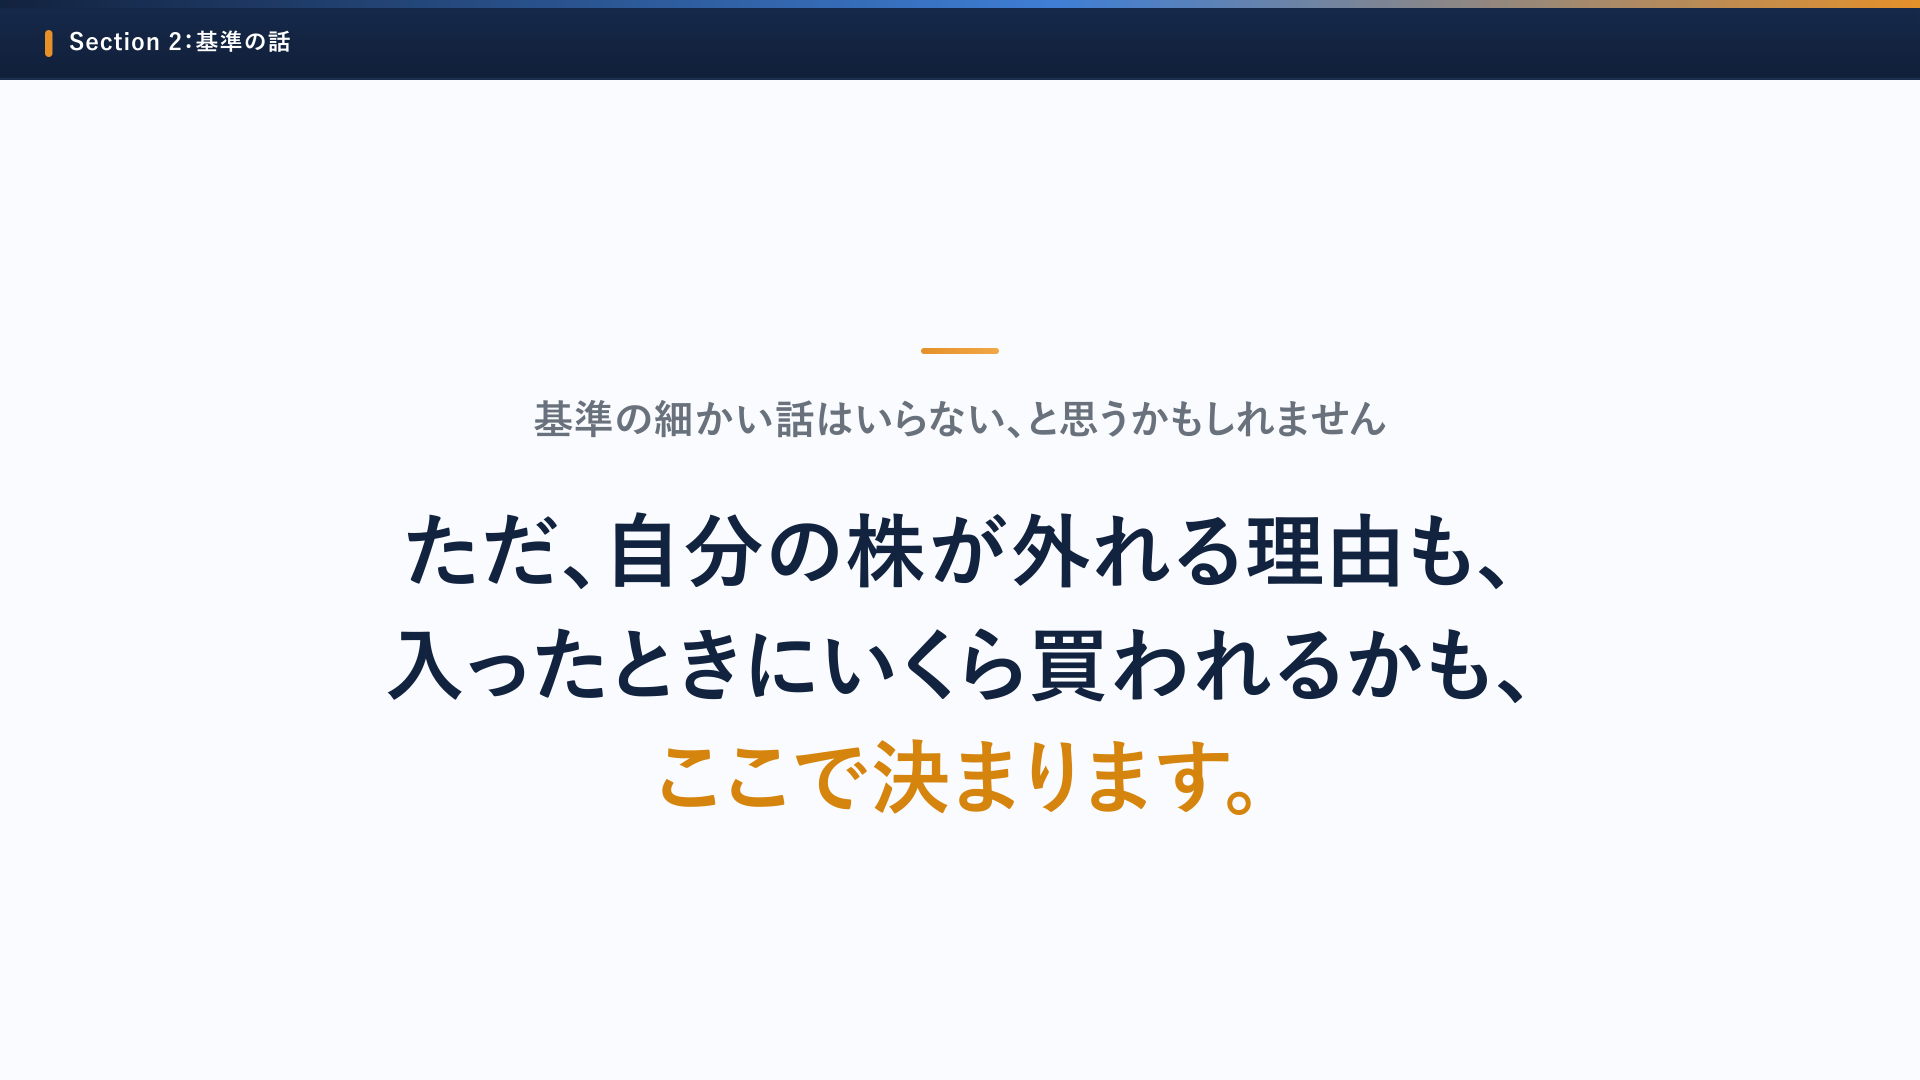 Section 2：基準の話
基準の細かい話はいらない、と思うかもしれません
ただ、自分の株が外れる理由も、
入ったときにいくら買われるかも、
ここで決まります。